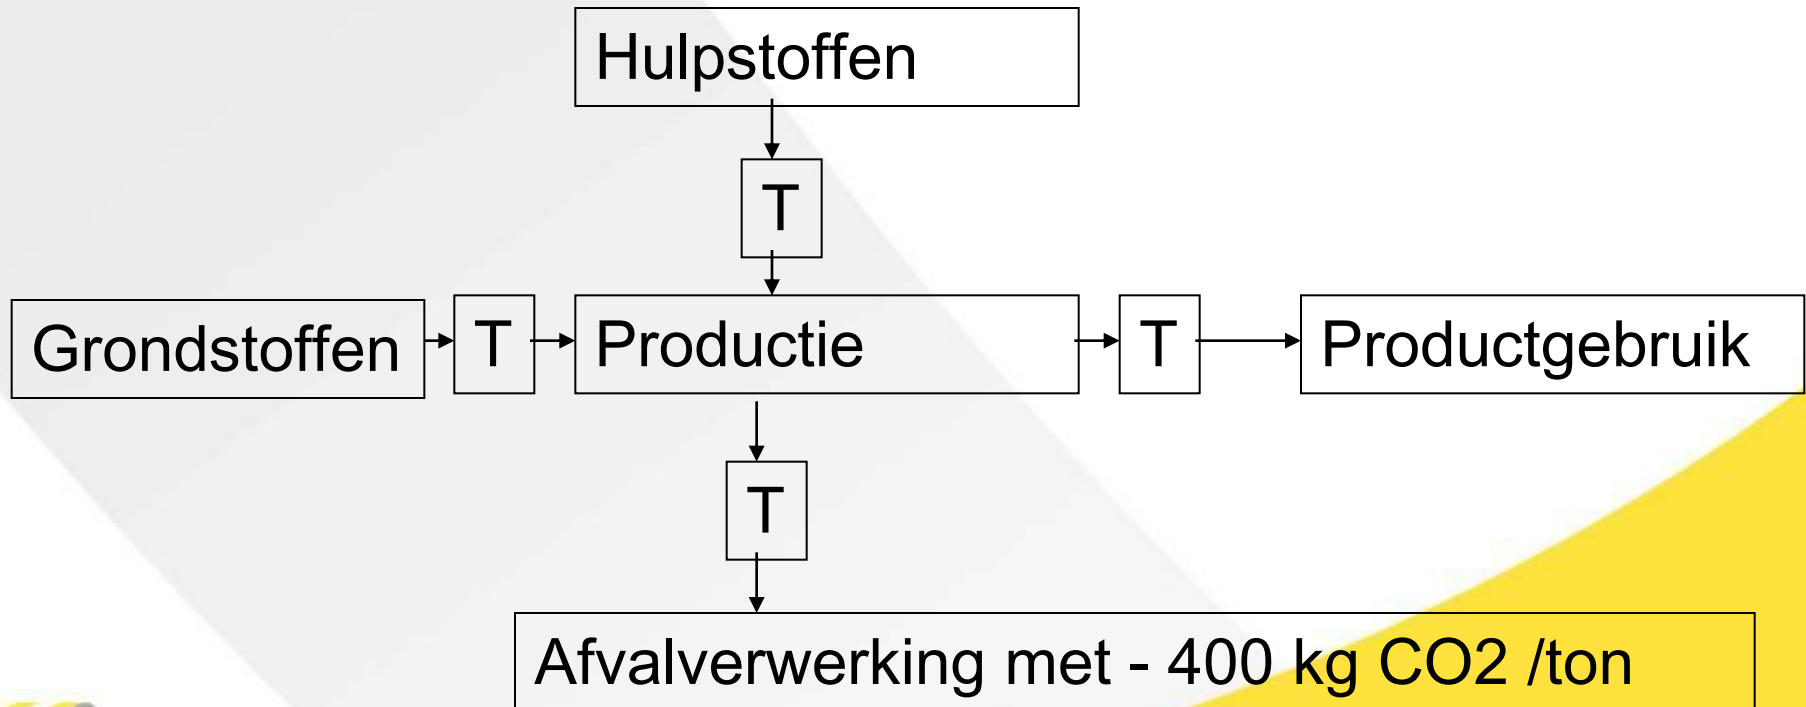 Hulpstoffen
T
Grondstoffen
T
Productie
T
Productgebruik
T
Afvalverwerking met - 400 kg CO2 /ton